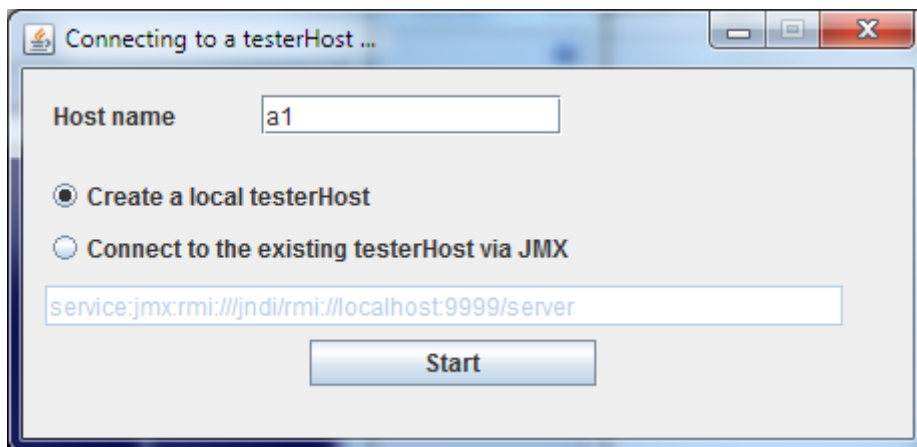 Connecting to a testerHost ...
Host name a1
Create a local testerHost
Connect to the existing testerHost via JMX
service:jmx:rmi:///jndi/rmi://localhost:9999/server
Start